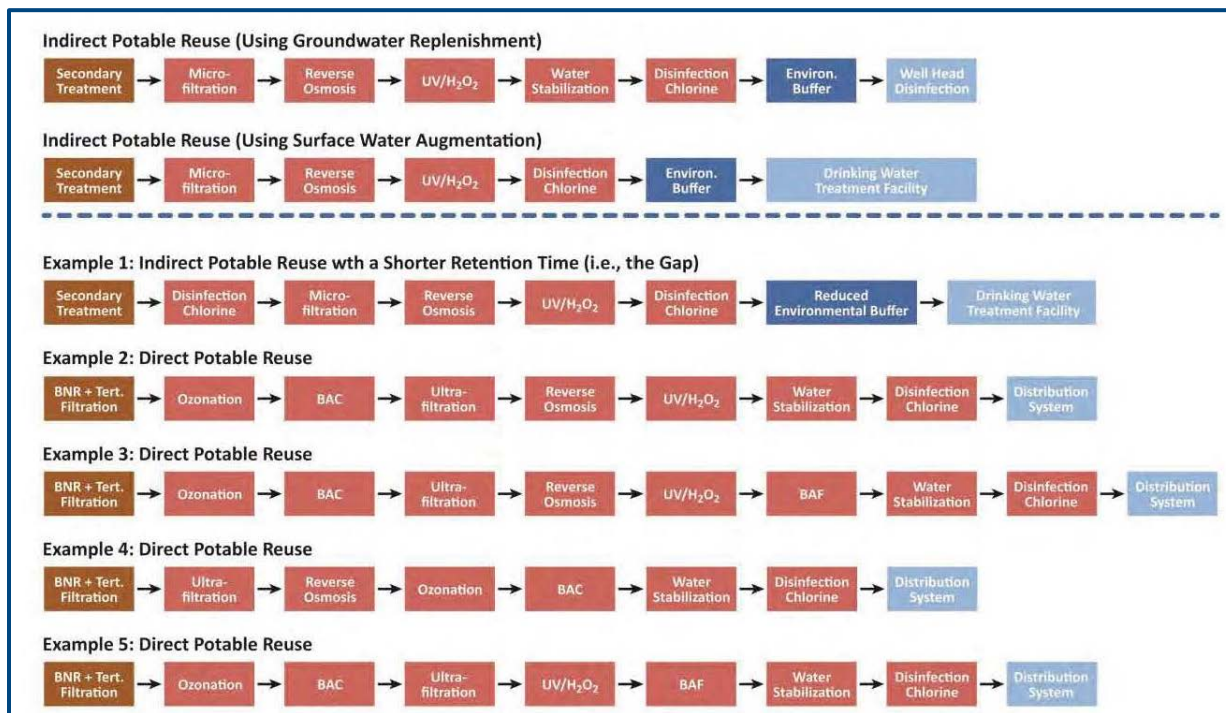 Indirect Potable Reuse (Using Groundwater Replenishment)
Secondary Treatment
Micro-filtration
Reverse Osmosis
UV/H₂O₂
Water Stabilization
Disinfection Chlorine
Environ. Buffer
Well Head Disinfection
Indirect Potable Reuse (Using Surface Water Augmentation)
Secondary Treatment
Micro-filtration
Reverse Osmosis
UV/H₂O₂
Disinfection Chlorine
Environ. Buffer
Drinking Water Treatment Facility
Example 1: Indirect Potable Reuse wth a Shorter Retention Time (i.e., the Gap)
Secondary Treatment
Disinfection Chlorine
Micro-filtration
Reverse Osmosis
UV/H₂O₂
Disinfection Chlorine
Reduced Environmental Buffer
Drinking Water Treatment Facility
Example 2: Direct Potable Reuse
BNR + Tert. Filtration
Ozonation
BAC
Ultra-filtration
Reverse Osmosis
UV/H₂O₂
Water Stabilization
Disinfection Chlorine
Distribution System
Example 3: Direct Potable Reuse
BNR + Tert. Filtration
Ozonation
BAC
Ultra-filtration
Reverse Osmosis
UV/H₂O₂
BAF
Water Stabilization
Disinfection Chlorine
Distribution System
Example 4: Direct Potable Reuse
BNR + Tert. Filtration
Ultra-filtration
Reverse Osmosis
Ozonation
BAC
Water Stabilization
Disinfection Chlorine
Distribution System
Example 5: Direct Potable Reuse
BNR + Tert. Filtration
Ozonation
BAC
Ultra-filtration
UV/H₂O₂
BAF
Water Stabilization
Disinfection Chlorine
Distribution System